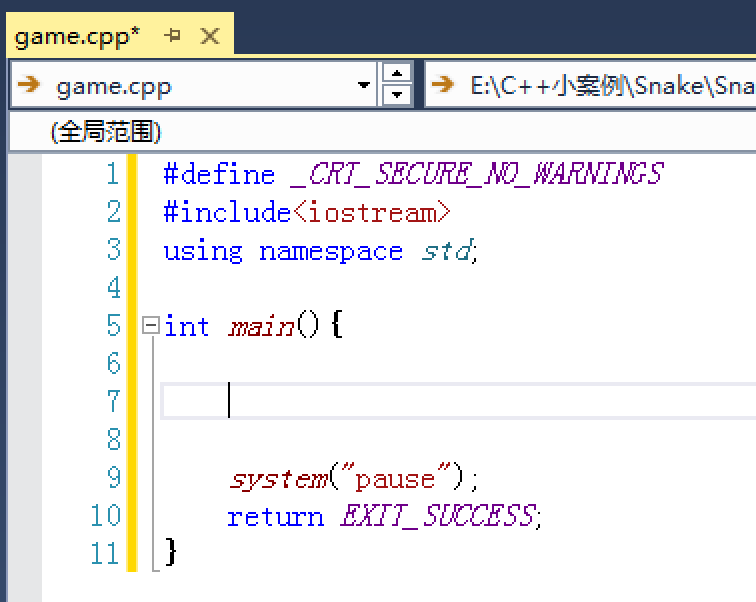 game.cpp*
game.cpp
E:\C++小案例\Snake\Sna
(全局范围)
1 #define _CRT_SECURE_NO_WARNINGS
2 #include<iostream>
3 using namespace std;
4
5 int main(){
6
7
8
9 system("pause");
10 return EXIT_SUCCESS;
11 }